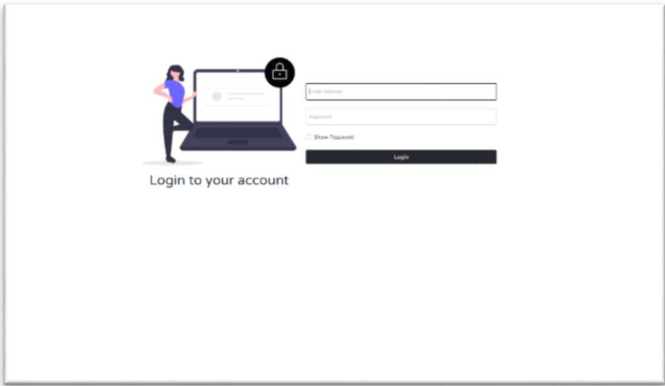 Email Address
Password
Show Password
Login
Login to your account